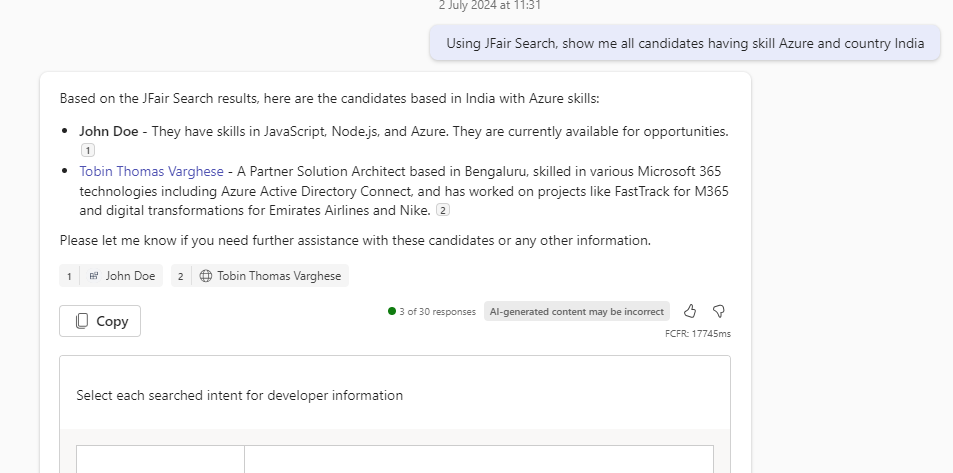 2 July 2024 at 11:31
Using JFair Search, show me all candidates having skill Azure and country India
Based on the JFair Search results, here are the candidates based in India with Azure skills:
John Doe - They have skills in JavaScript, Node.js, and Azure. They are currently available for opportunities.
1
Tobin Thomas Varghese - A Partner Solution Architect based in Bengaluru, skilled in various Microsoft 365
technologies including Azure Active Directory Connect, and has worked on projects like FastTrack for M365
and digital transformations for Emirates Airlines and Nike. 2
Please let me know if you need further assistance with these candidates or any other information.
1 John Doe 2 Tobin Thomas Varghese
Copy
3 of 30 responses AI-generated content may be incorrect
FCFR: 17745ms
Select each searched intent for developer information